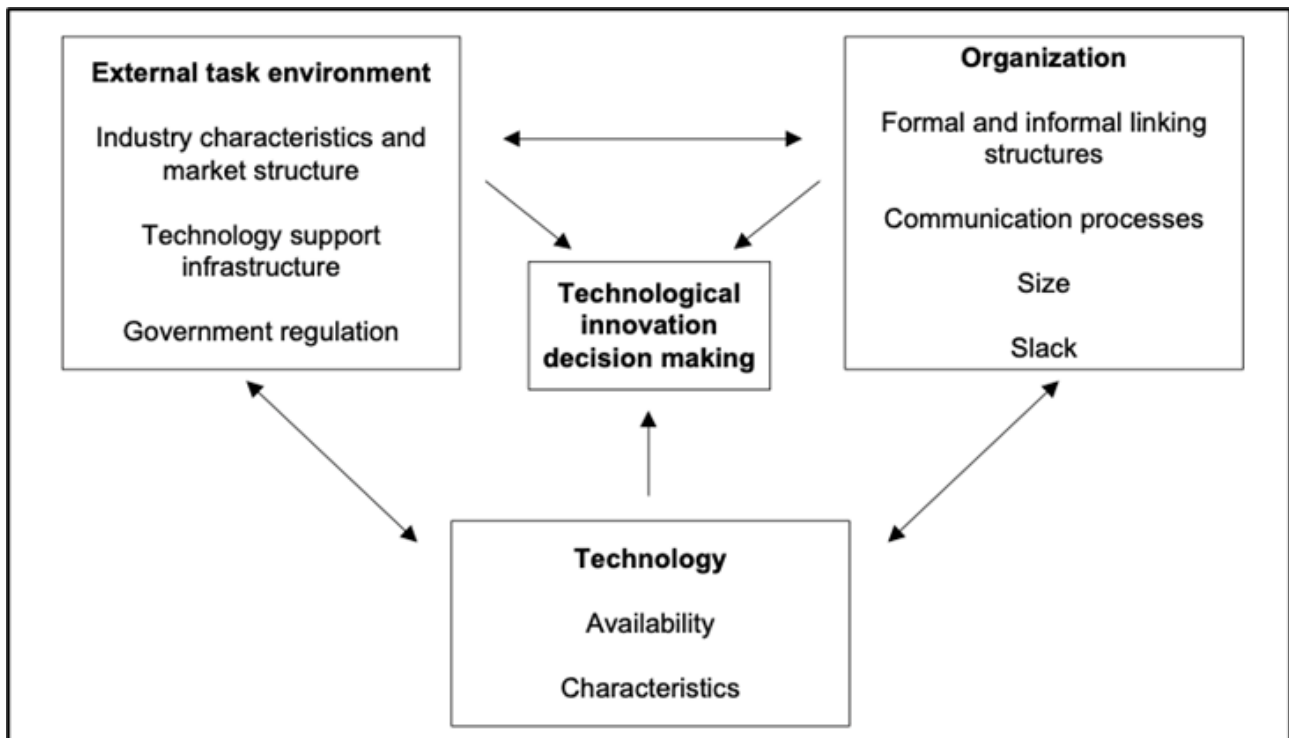 External task environment
Industry characteristics and
market structure
Technology support
infrastructure
Government regulation
Organization
Formal and informal linking
structures
Communication processes
Size
Slack
Technological
innovation
decision making
Technology
Availability
Characteristics